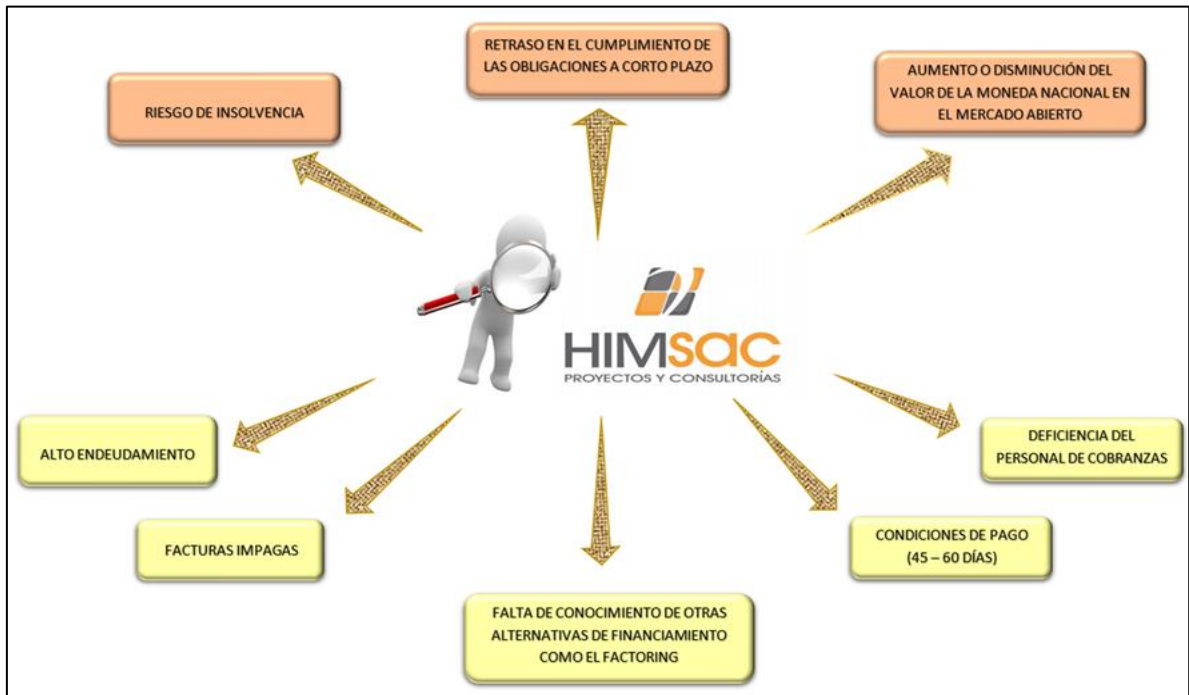 RETRASO EN EL CUMPLIMIENTO DE
LAS OBLIGACIONES A CORTO PLAZO
RIESGO DE INSOLVENCIA
AUMENTO O DISMINUCIÓN DEL
VALOR DE LA MONEDA NACIONAL EN
EL MERCADO ABIERTO
HIMSAC
PROYECTOS Y CONSULTORÍAS
ALTO ENDEUDAMIENTO
DEFICIENCIA DEL
PERSONAL DE COBRANZAS
FACTURAS IMPAGAS
CONDICIONES DE PAGO
(45 – 60 DÍAS)
FALTA DE CONOCIMIENTO DE OTRAS
ALTERNATIVAS DE FINANCIAMIENTO
COMO EL FACTORING